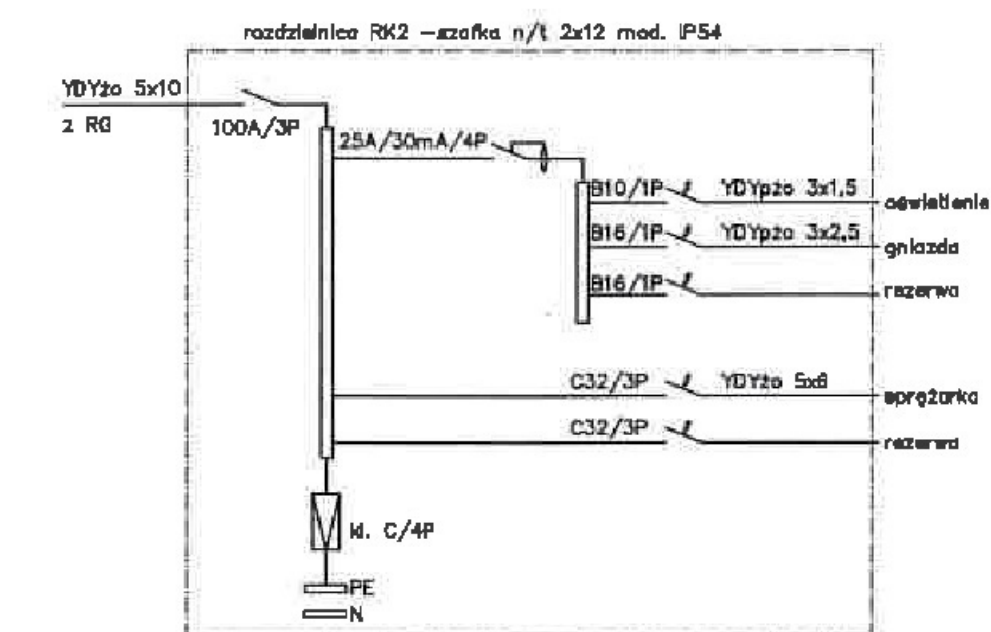 rozdzielnica RK2 -szafka n/t 2x12 mod. IP54
YDYżo 5x10
z RG
100A/3P
25A/30mA/4P
B10/1P YDYpżo 3x1,5 oświetlenie
B16/1P YDYpżo 3x2,5 gniazda
B16/1P rezerwa
C32/3P YDYżo 5x6 sprężarka
C32/3P rezerwa
kl. C/4P
PE
N